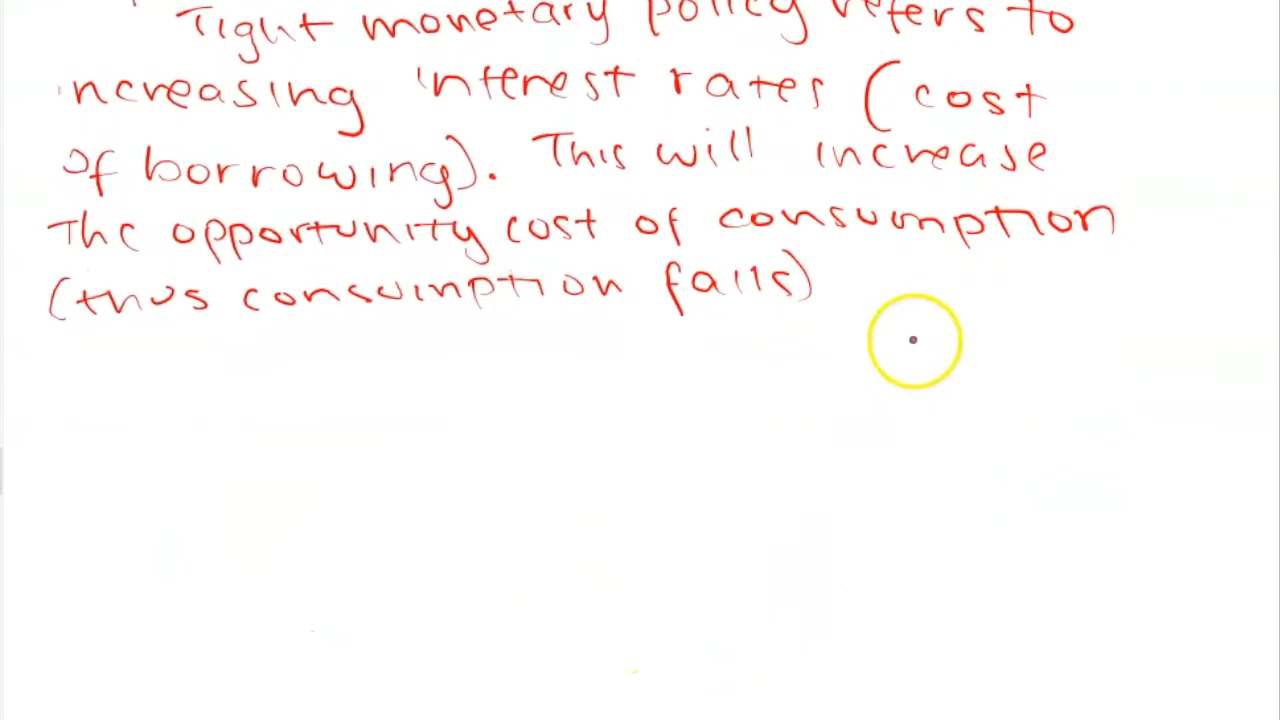 Tight monetary policy refers to
increasing interest rates (cost
of borrowing). This will increase
the opportunity cost of consumption
(thus consumption falls)